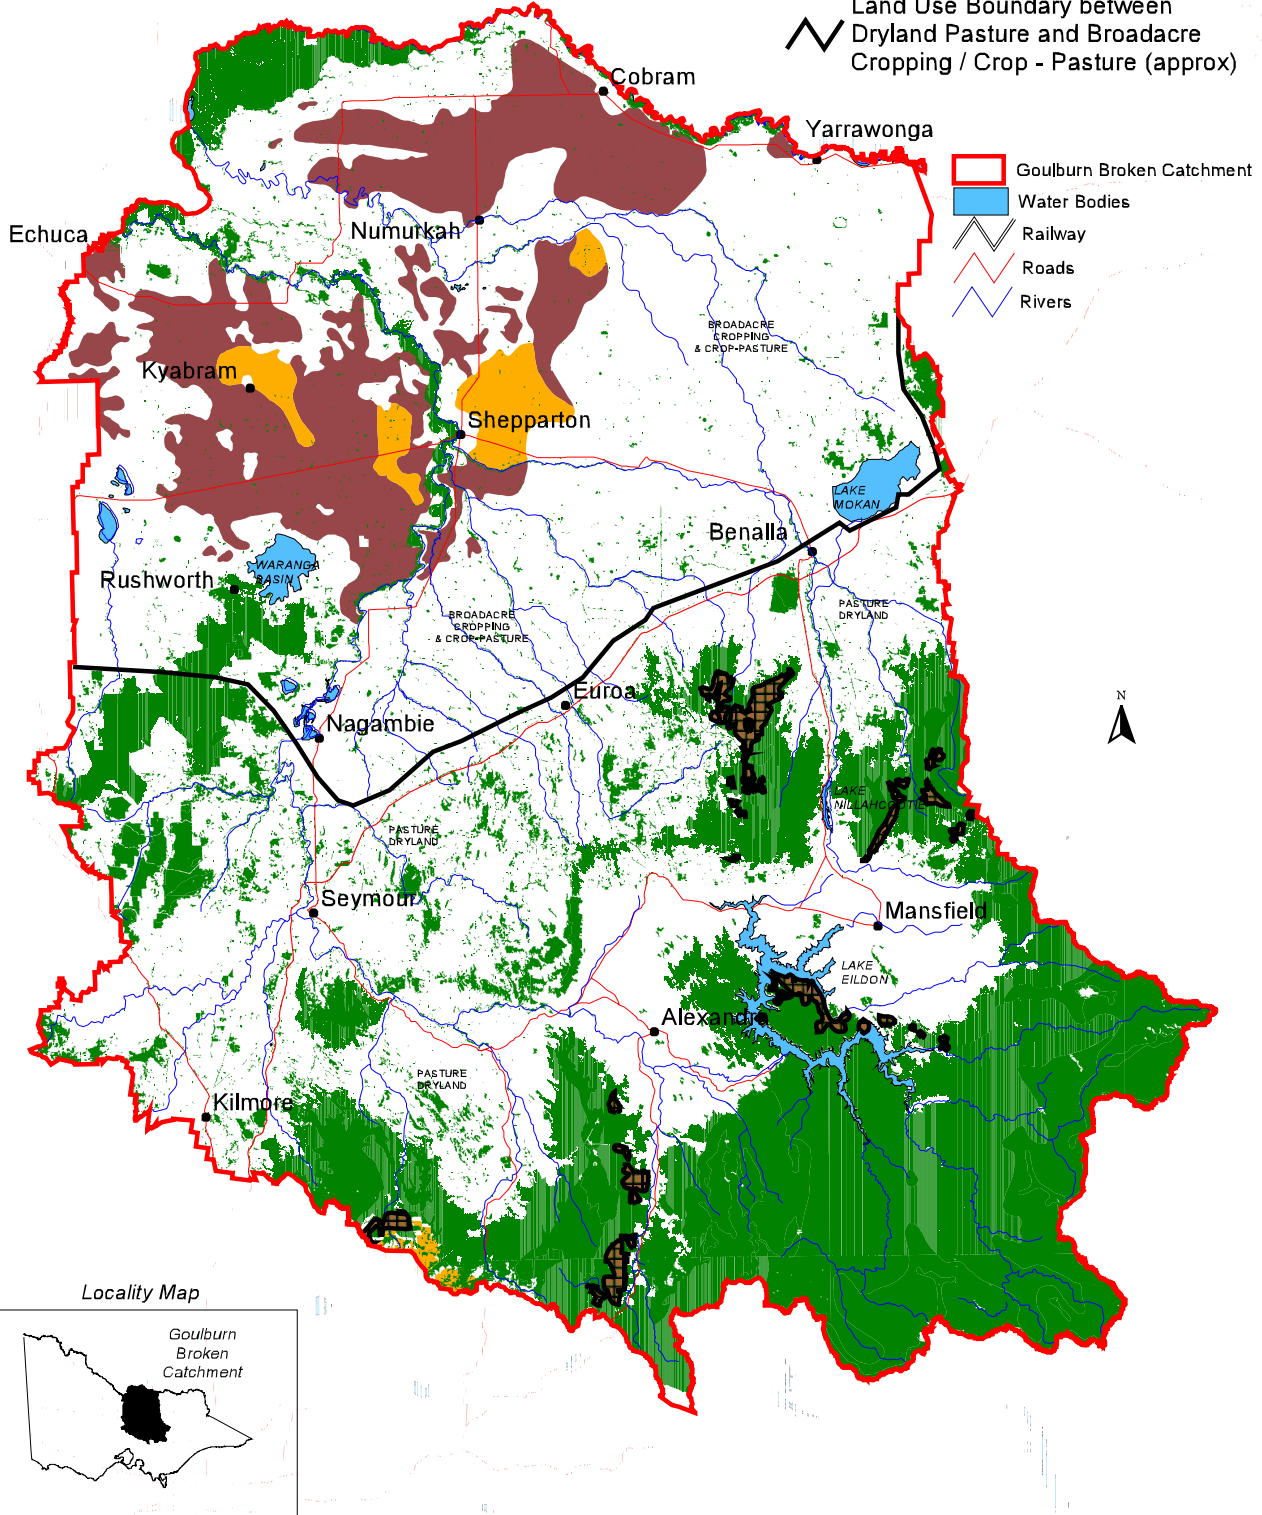 Land Use Boundary between
Dryland Pasture and Broadacre
Cropping / Crop - Pasture (approx)
Cobram
Yarrawonga
Goulburn Broken Catchment
Water Bodies
Railway
Roads
Rivers
Echuca
Numurkah
BROADACRE
CROPPING
& CROP-PASTURE
Kyabram
Shepparton
LAKE
MOKAN
Benalla
WARANGA
BASIN
Rushworth
BROADACRE
CROPPING
& CROP-PASTURE
PASTURE
DRYLAND
Euroa
N
Nagambie
LAKE
NILLAHCOOTIE
PASTURE
DRYLAND
Seymour
Mansfield
LAKE
EILDON
Alexandra
PASTURE
DRYLAND
Kilmore
Locality Map
Goulburn
Broken
Catchment